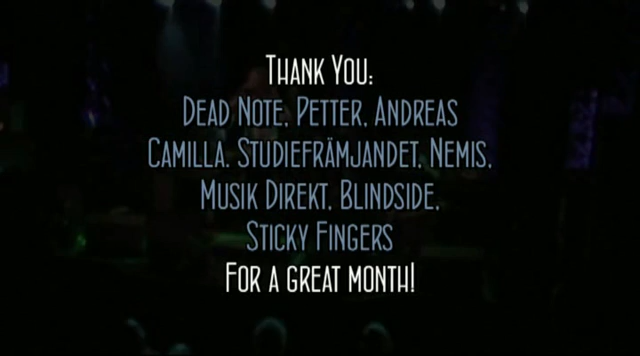 Thank You:
Dead Note, Petter, Andreas
Camilla, Studiefrämjandet, Nemis,
Musik Direkt, Blindside,
Sticky Fingers
For a great month!